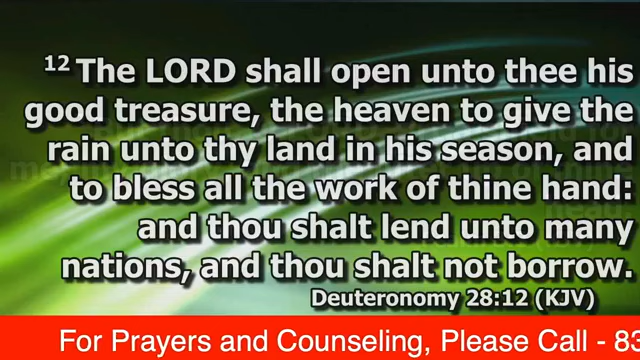 12 The LORD shall open unto thee his
good treasure, the heaven to give the
rain unto thy land in his season, and
to bless all the work of thine hand:
and thou shalt lend unto many
nations, and thou shalt not borrow.
Deuteronomy 28:12 (KJV)
For Prayers and Counseling, Please Call - 83